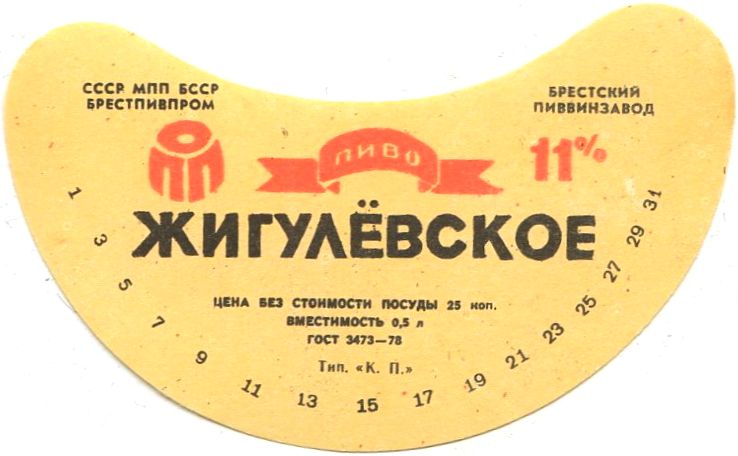 СССР МПП БССР
БРЕСТПИВПРОМ
БРЕСТСКИЙ
ПИВВИНЗАВОД
ПИВО
11%
ЖИГУЛЁВСКОЕ
ЦЕНА БЕЗ СТОИМОСТИ ПОСУДЫ 25 коп.
ВМЕСТИМОСТЬ 0,5 л
ГОСТ 3473—78
Тип. «К. П.»
1 3 5 7 9 11 13 15 17 19 21 23 25 27 29 31